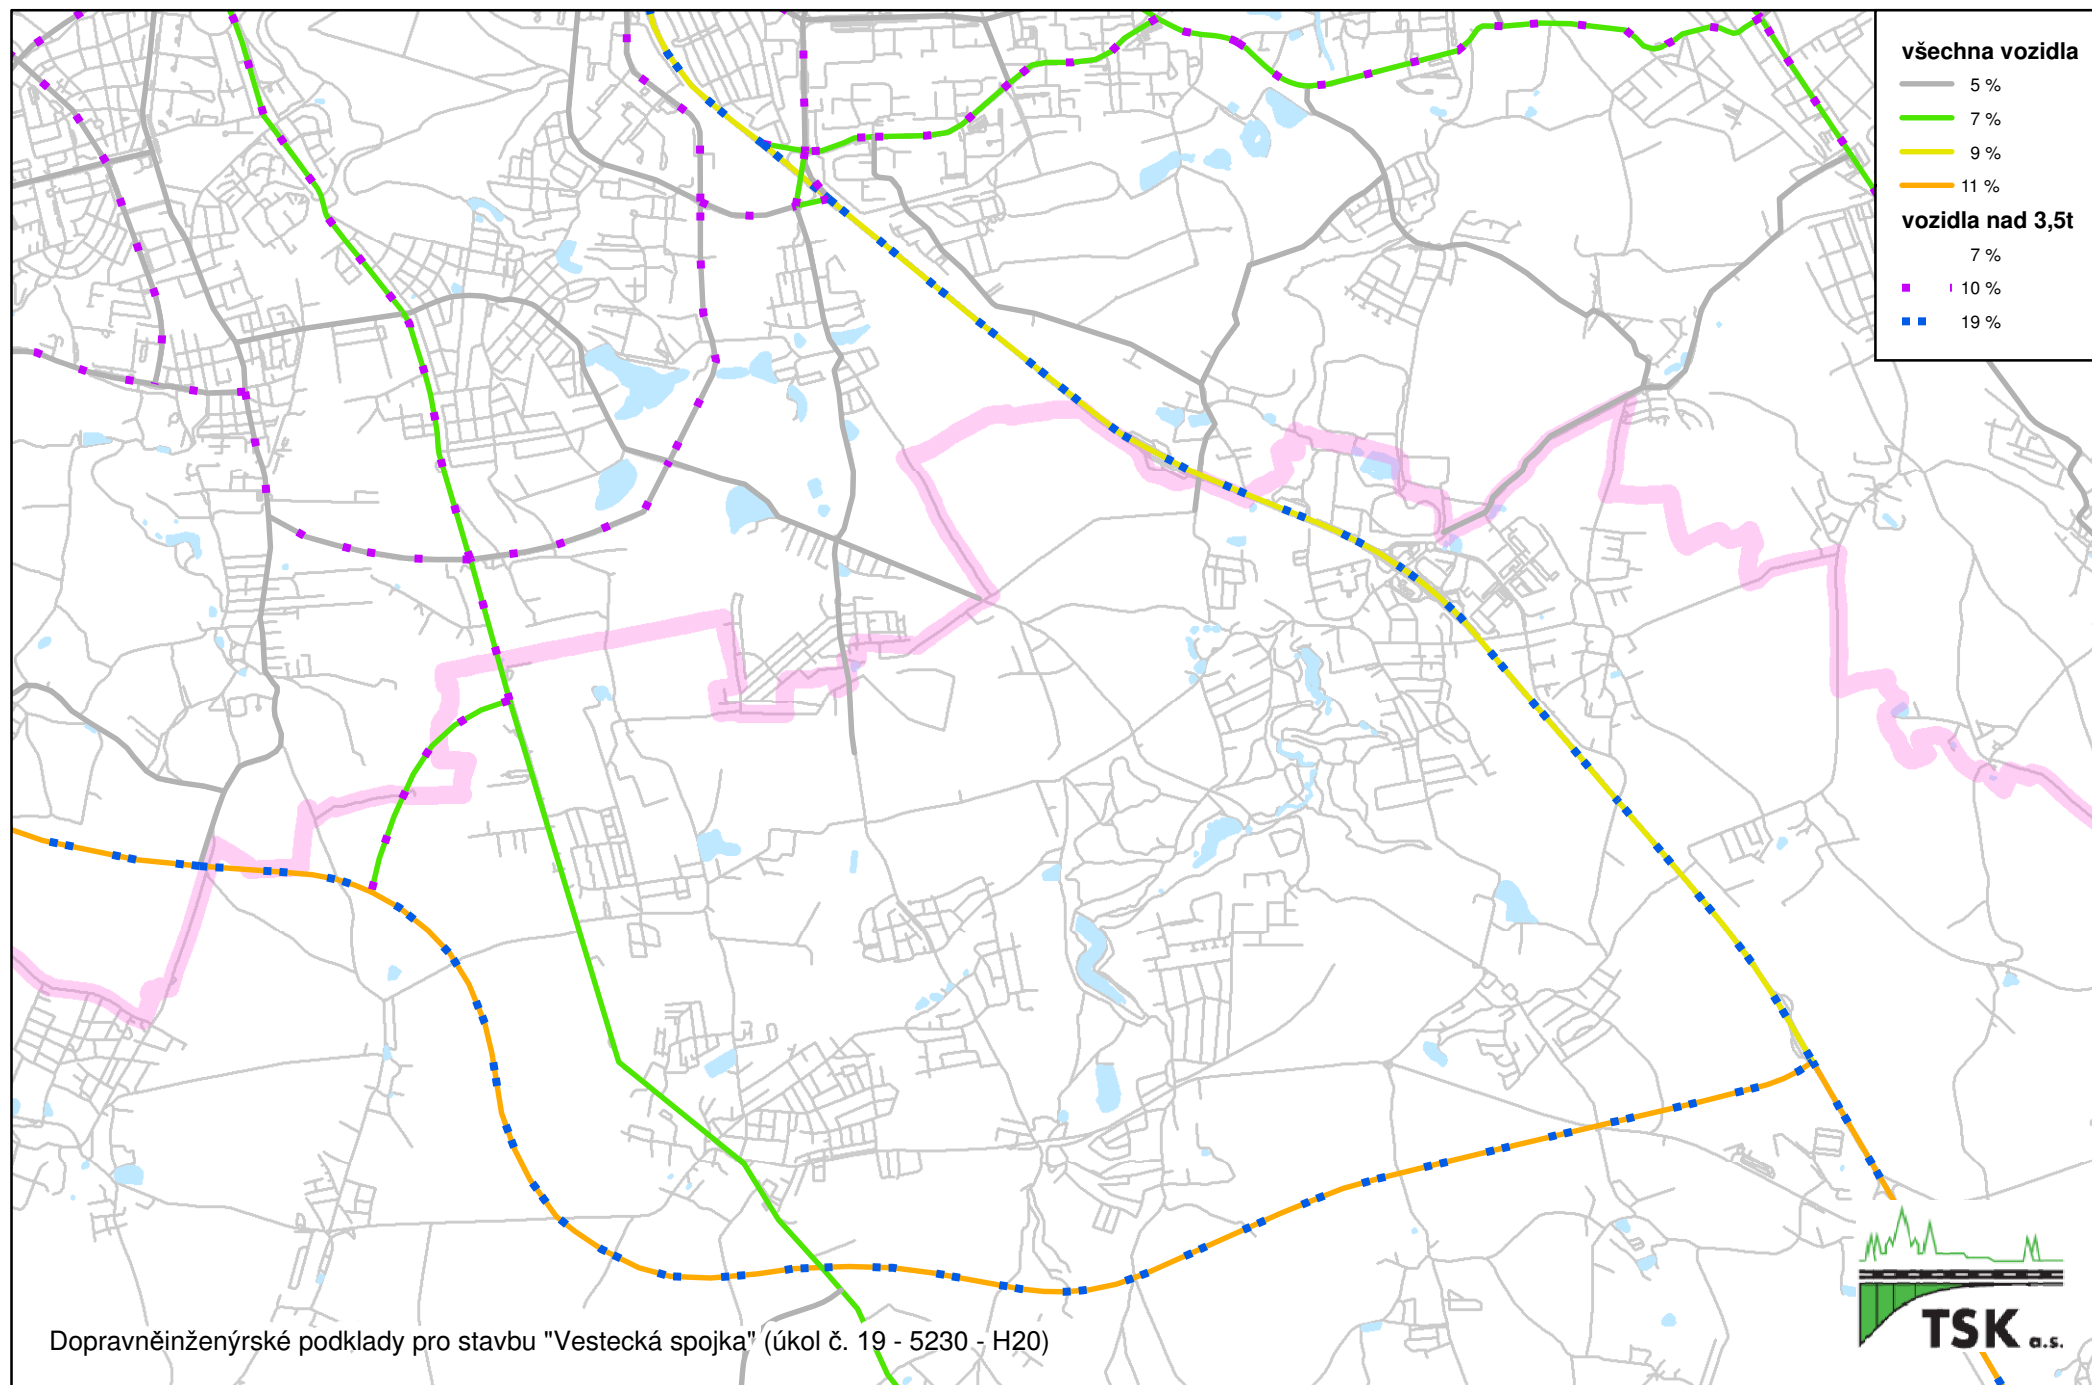 všechna vozidla
5 %
7 %
9 %
11 %
vozidla nad 3,5t
7 %
10 %
19 %
TSK a.s.
Dopravněinženýrské podklady pro stavbu "Vestecká spojka" (úkol č. 19 - 5230 - H20)